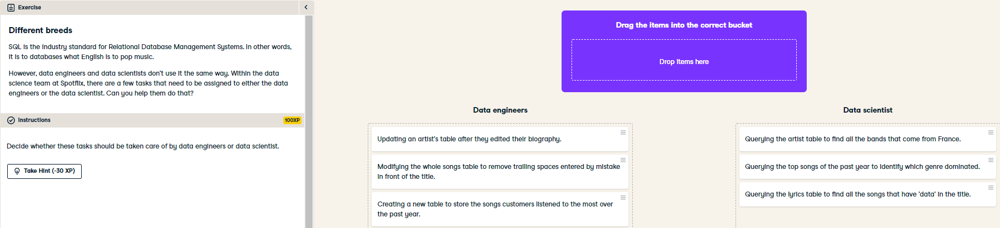 Exercise
Different breeds
SQL is the industry standard for Relational Database Management Systems. In other words,
it is to databases what English is to pop music.
However, data engineers and data scientists don't use it the same way. Within the data
science team at Spotflix, there are a few tasks that need to be assigned to either the data
engineers or the data scientist. Can you help them do that?
Instructions
100XP
Decide whether these tasks should be taken care of by data engineers or data scientist.
Take Hint (-30 XP)
Drag the items into the correct bucket
Drop items here
Data engineers
Updating an artist's table after they edited their biography.
Modifying the whole songs table to remove trailing spaces entered by mistake
in front of the title.
Creating a new table to store the songs customers listened to the most over
the past year.
Data scientist
Querying the artist table to find all the bands that come from France.
Querying the top songs of the past year to identify which genre dominated.
Querying the lyrics table to find all the songs that have 'data' in the title.